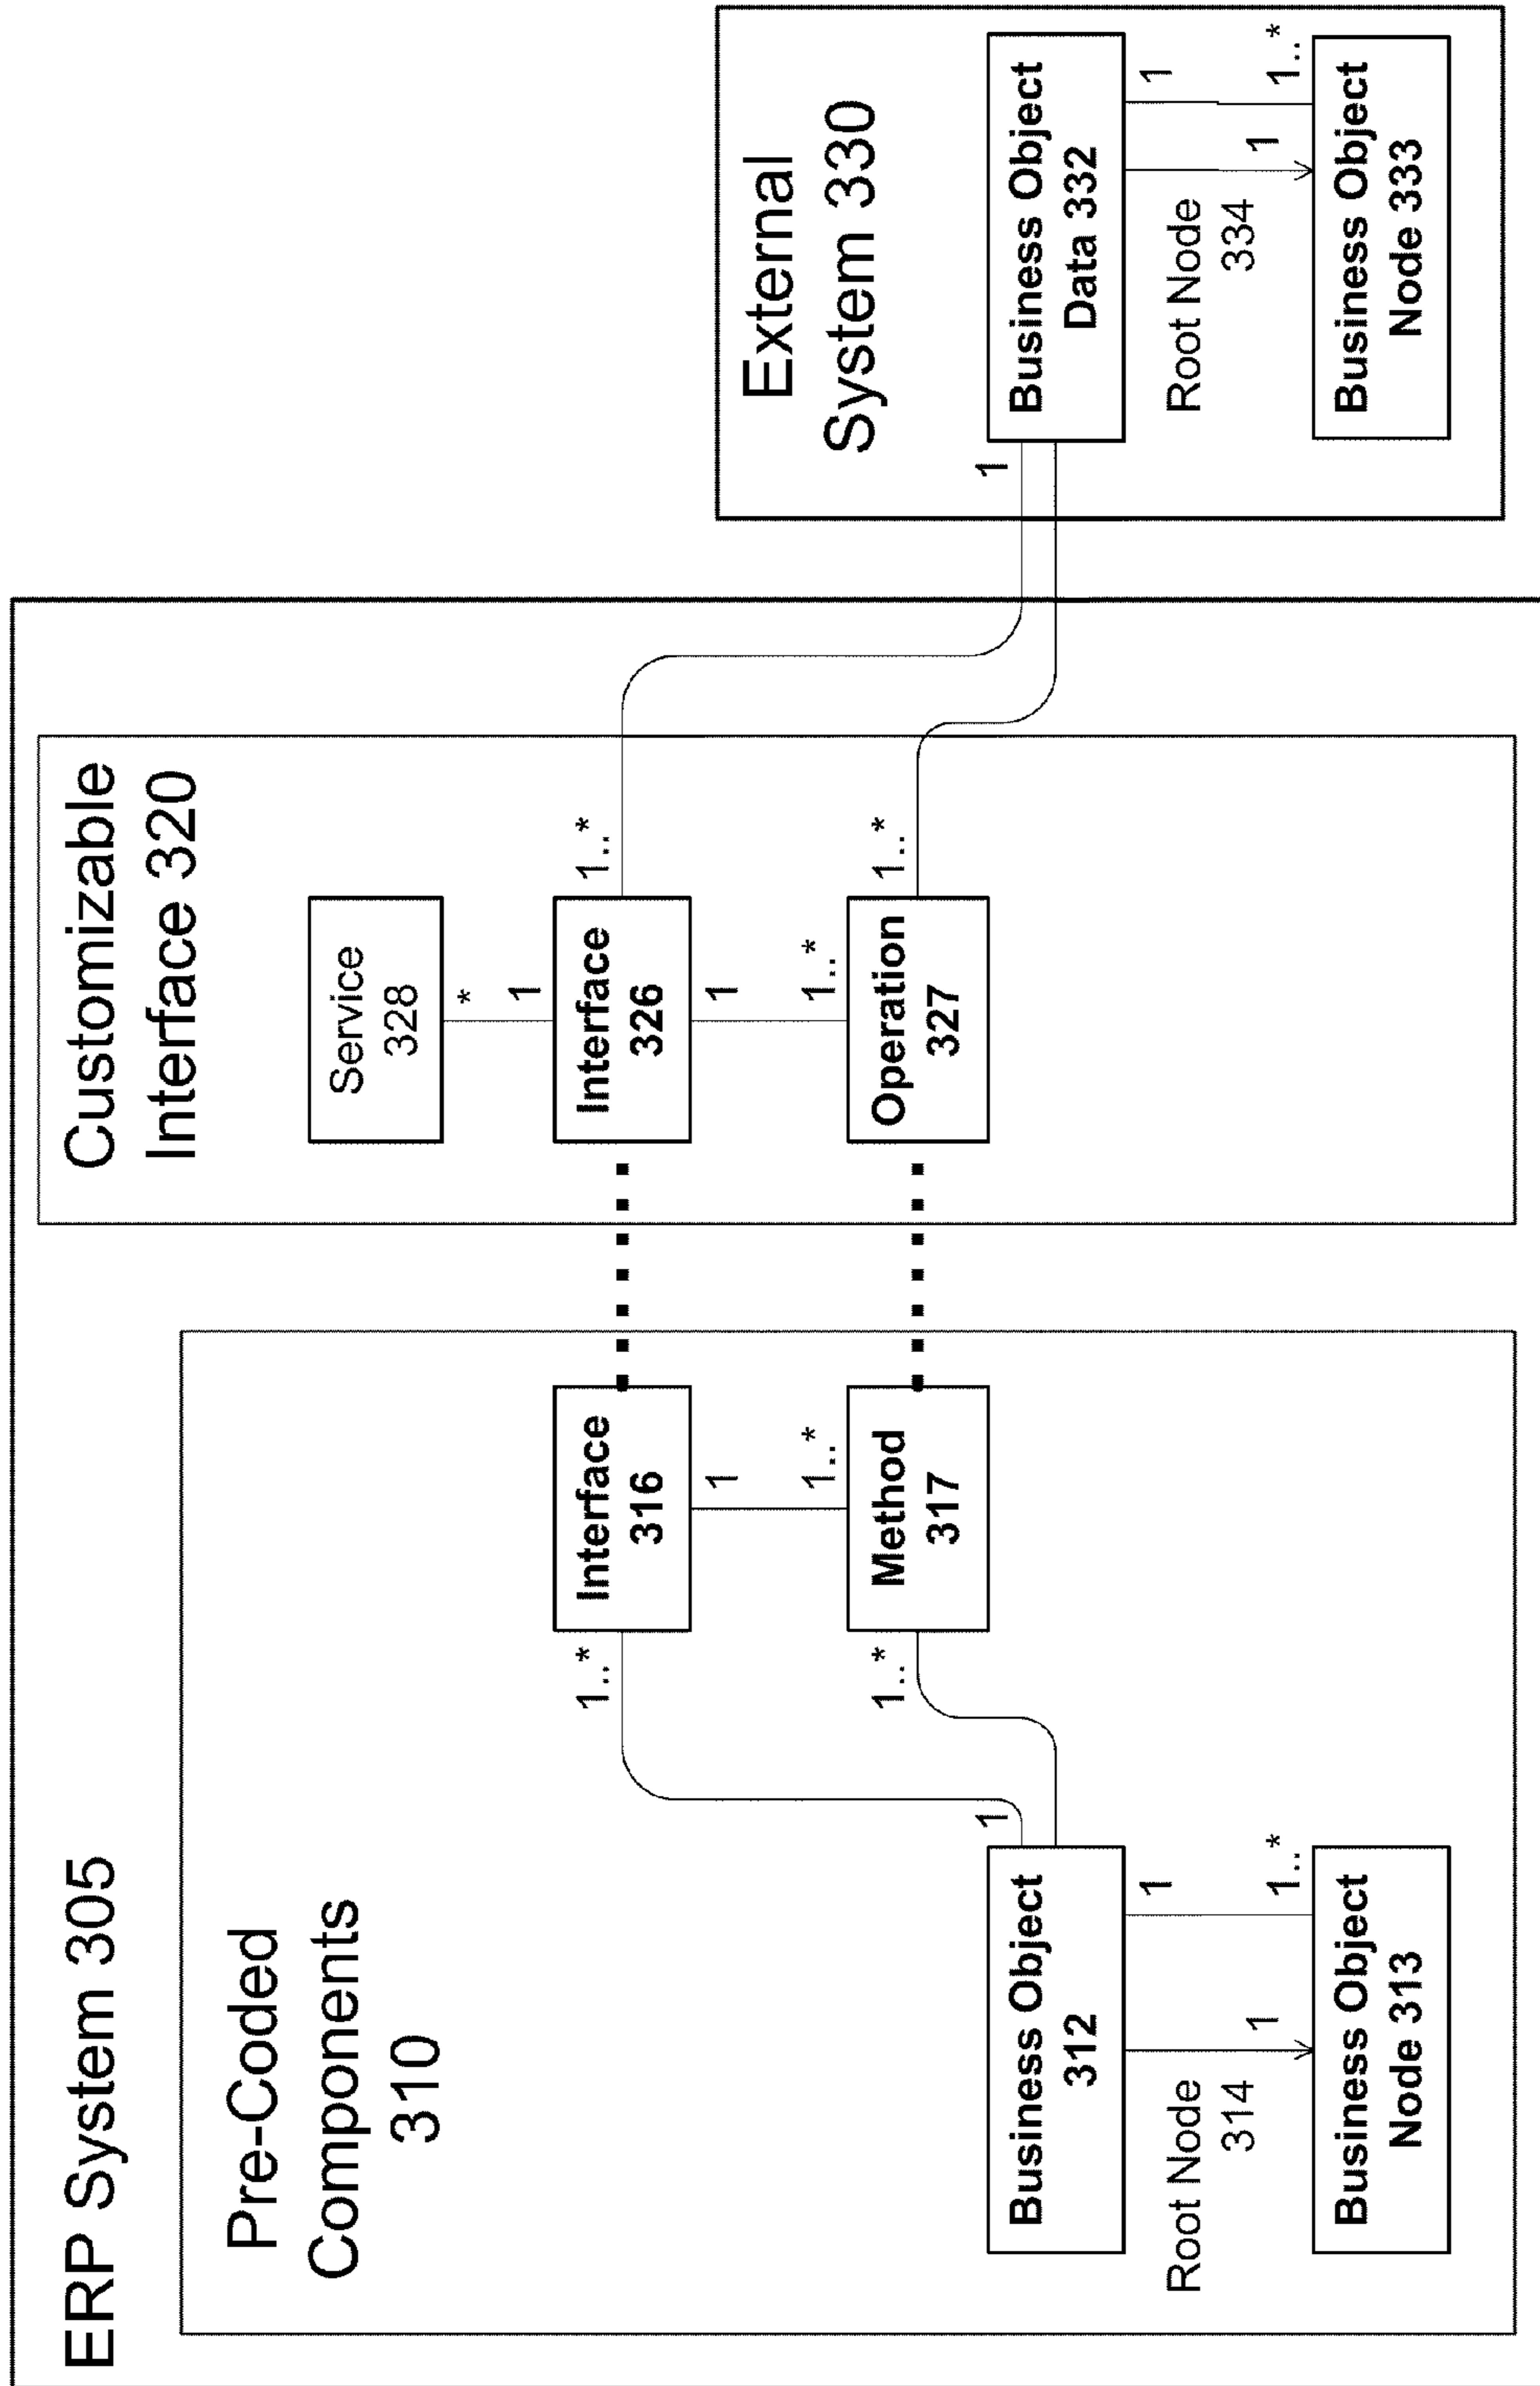 ERP System 305
Pre-Coded
Components
310
Business Object
312
1
1
1..*
Root Node
314
1
Business Object
Node 313
1..*
Interface
316
1
1..*
1..*
Method
317
Customizable
Interface 320
Service
328
*
1
Interface
326
1..*
1
1..*
Operation
327
1..*
External
System 330
1
Business Object
Data 332
1
1..*
Root Node
334
1
Business Object
Node 333